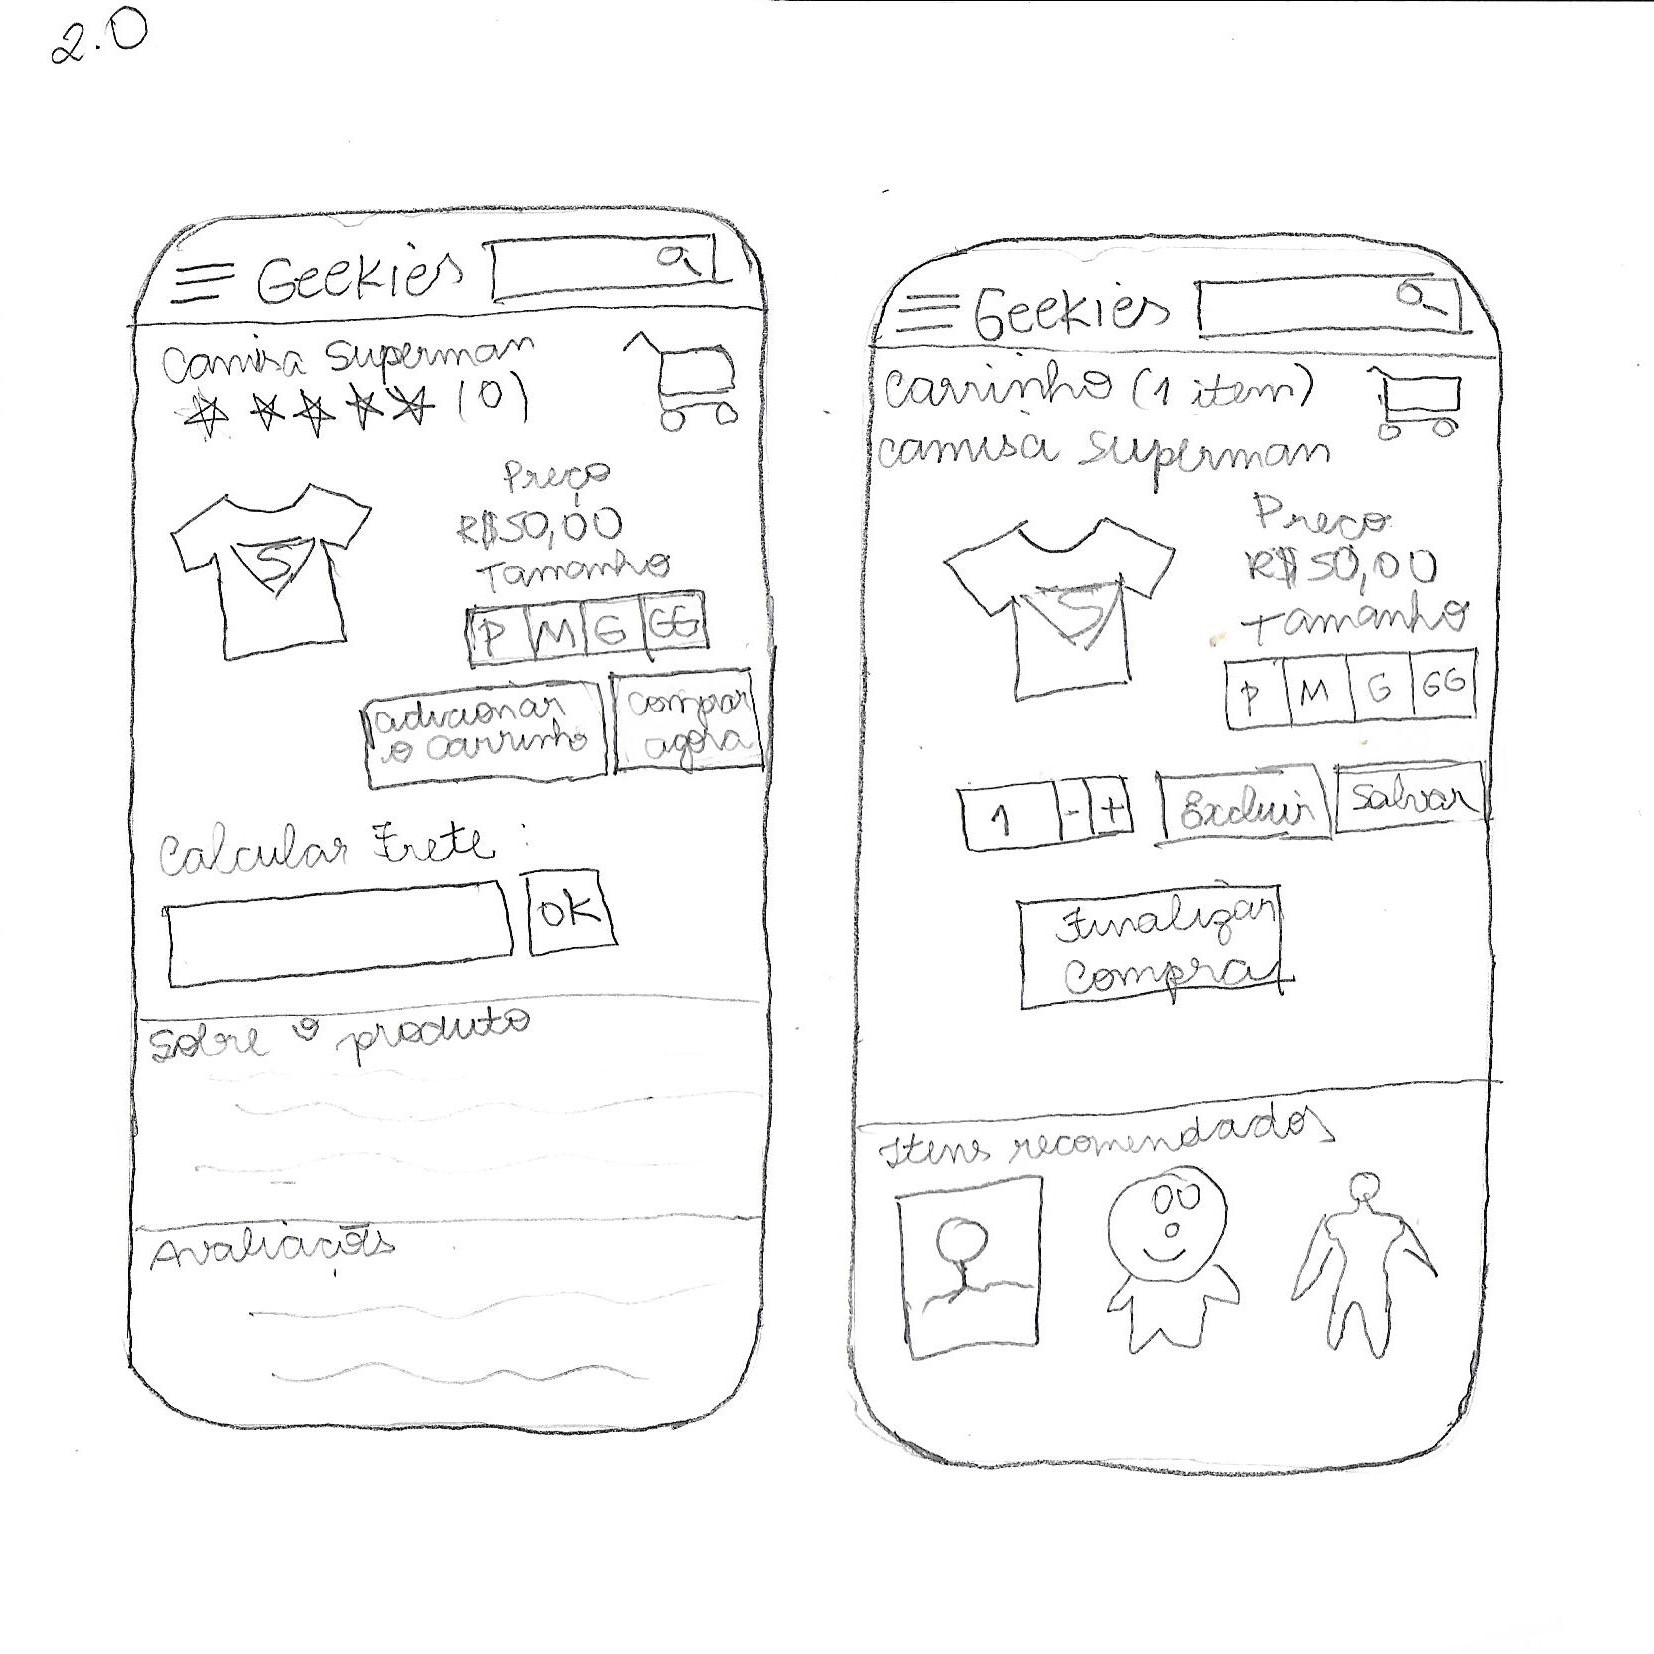 2.0
Geekies
Camisa Superman
(0)
Preço
R$50,00
Tamanho
P M G GG
adicionar
o carrinho
comprar
agora
Calcular Frete:
OK
Sobre o produto
Avaliações
Geekies
Carrinho (1 item)
camisa Superman
Preço
R$50,00
Tamanho
P M G GG
1 - + Excluir Salvar
Finalizar
Compra
Itens recomendados